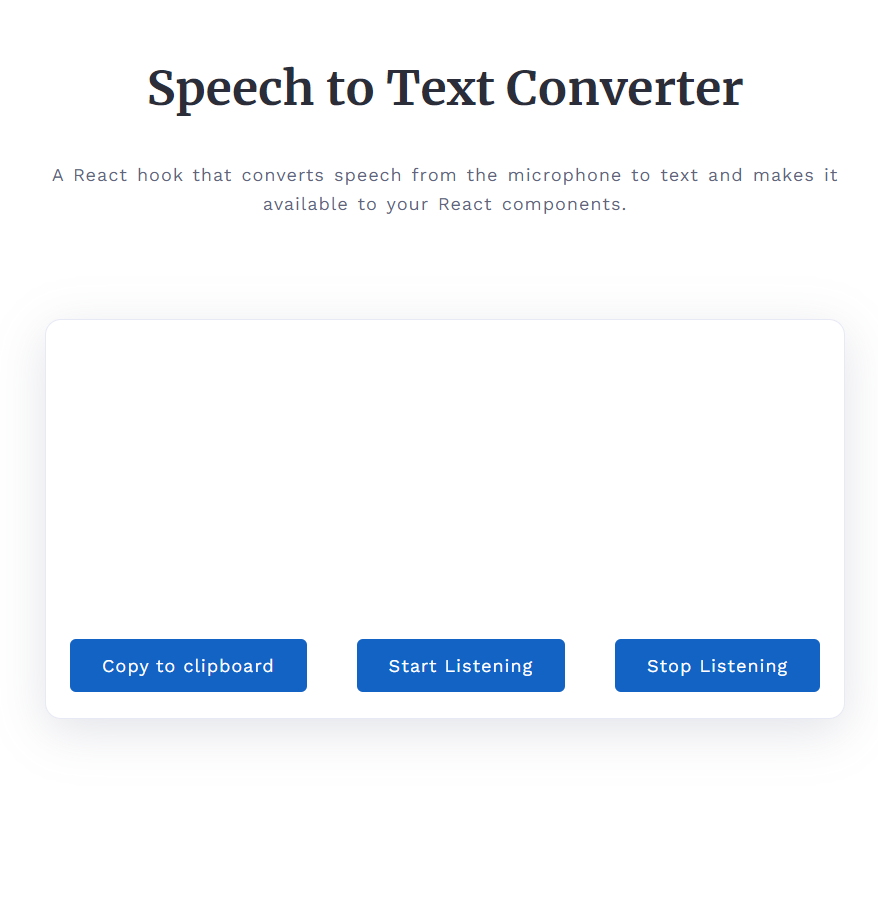 Speech to Text Converter
A React hook that converts speech from the microphone to text and makes it
available to your React components.
Copy to clipboard
Start Listening
Stop Listening